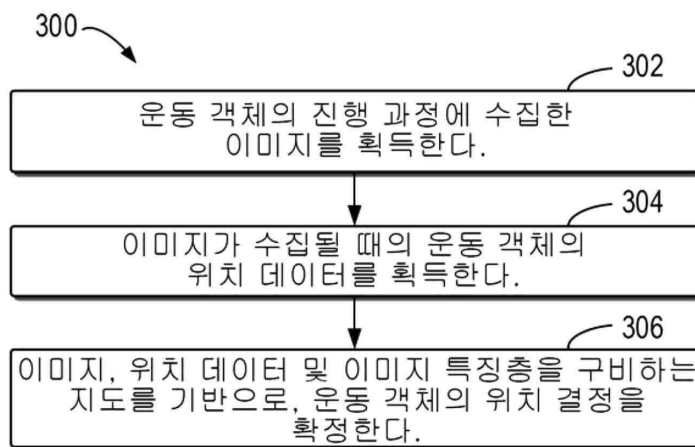 300
302
운동 객체의 진행 과정에 수집한
이미지를 획득한다.
304
이미지가 수집될 때의 운동 객체의
위치 데이터를 획득한다.
306
이미지, 위치 데이터 및 이미지 특징층을 구비하는
지도를 기반으로, 운동 객체의 위치 결정을
확정한다.